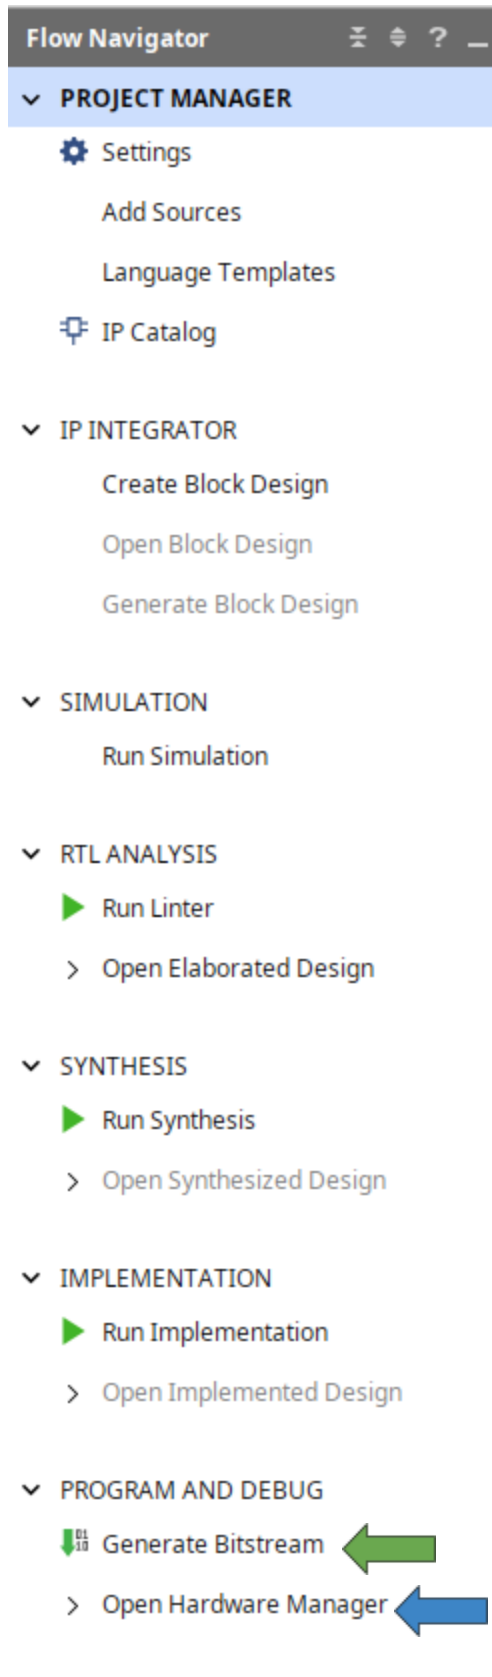 Flow Navigator ?
PROJECT MANAGER
Settings
Add Sources
Language Templates
IP Catalog
IP INTEGRATOR
Create Block Design
Open Block Design
Generate Block Design
SIMULATION
Run Simulation
RTL ANALYSIS
Run Linter
Open Elaborated Design
SYNTHESIS
Run Synthesis
Open Synthesized Design
IMPLEMENTATION
Run Implementation
Open Implemented Design
PROGRAM AND DEBUG
Generate Bitstream
Open Hardware Manager